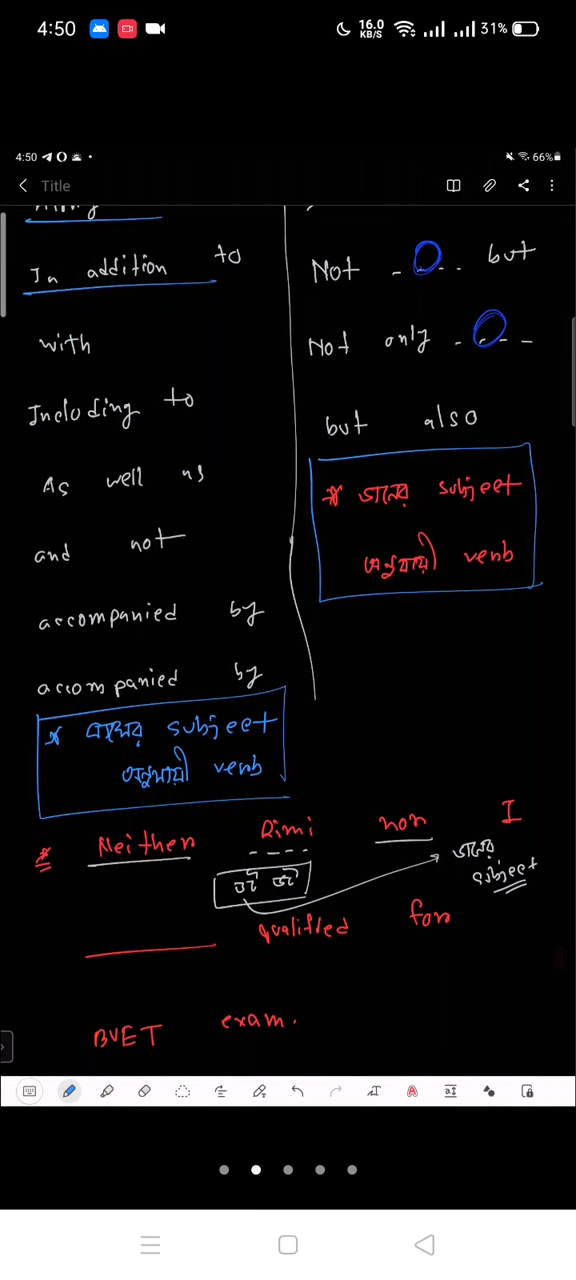 4:50
16.0
KB/S
31%
4:50
66%
Title
In addition to
with
Including to
As well as
and not
accompanied by
accompanied by
* বামের subject
অনুযায়ী verb
Not ----- but
Not only - - - -
but also
* ডানের subject
অনুযায়ী verb
* Neither Rimi nor I
----
ডানের
subject
qualified for
BUET exam.